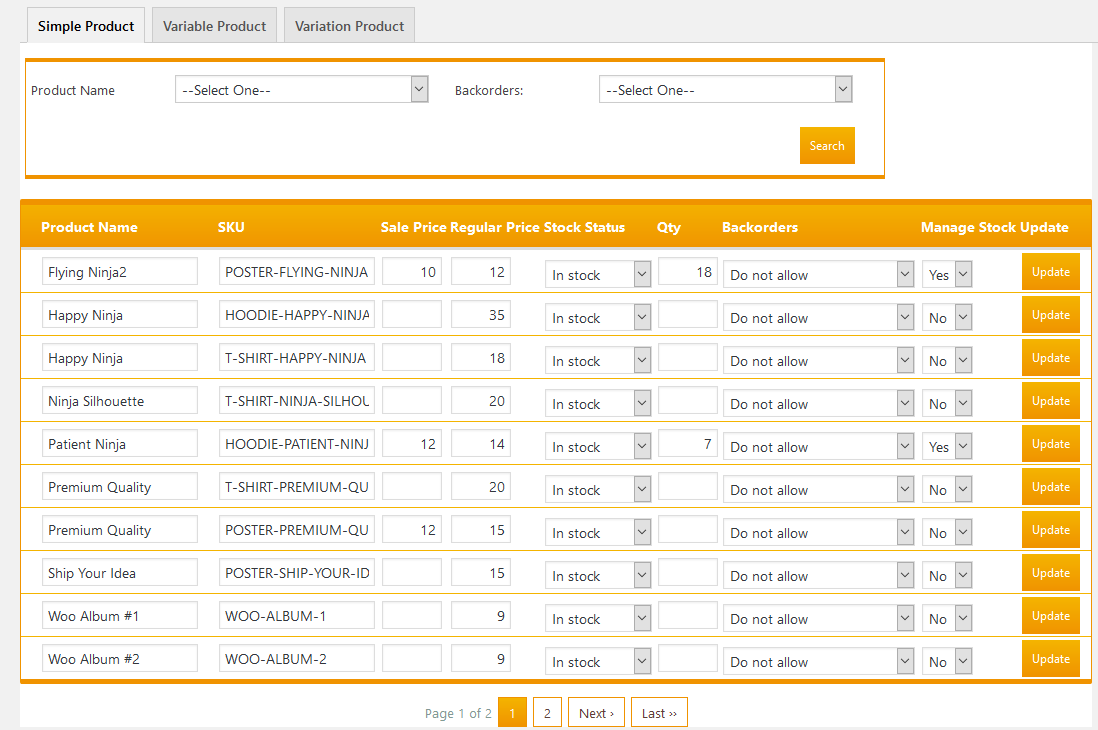 Simple Product Variable Product Variation Product
Product Name --Select One-- Backorders: --Select One--
Search
Product Name SKU Sale Price Regular Price Stock Status Qty Backorders Manage Stock Update
Flying Ninja2 POSTER-FLYING-NINJA 10 12 In stock 18 Do not allow Yes Update
Happy Ninja HOODIE-HAPPY-NINJA 35 In stock Do not allow No Update
Happy Ninja T-SHIRT-HAPPY-NINJA 18 In stock Do not allow No Update
Ninja Silhouette T-SHIRT-NINJA-SILHOU 20 In stock Do not allow No Update
Patient Ninja HOODIE-PATIENT-NINJ 12 14 In stock 7 Do not allow Yes Update
Premium Quality T-SHIRT-PREMIUM-QU 20 In stock Do not allow No Update
Premium Quality POSTER-PREMIUM-QU 12 15 In stock Do not allow No Update
Ship Your Idea POSTER-SHIP-YOUR-ID 15 In stock Do not allow No Update
Woo Album #1 WOO-ALBUM-1 9 In stock Do not allow No Update
Woo Album #2 WOO-ALBUM-2 9 In stock Do not allow No Update
Page 1 of 2 1 2 Next › Last ››